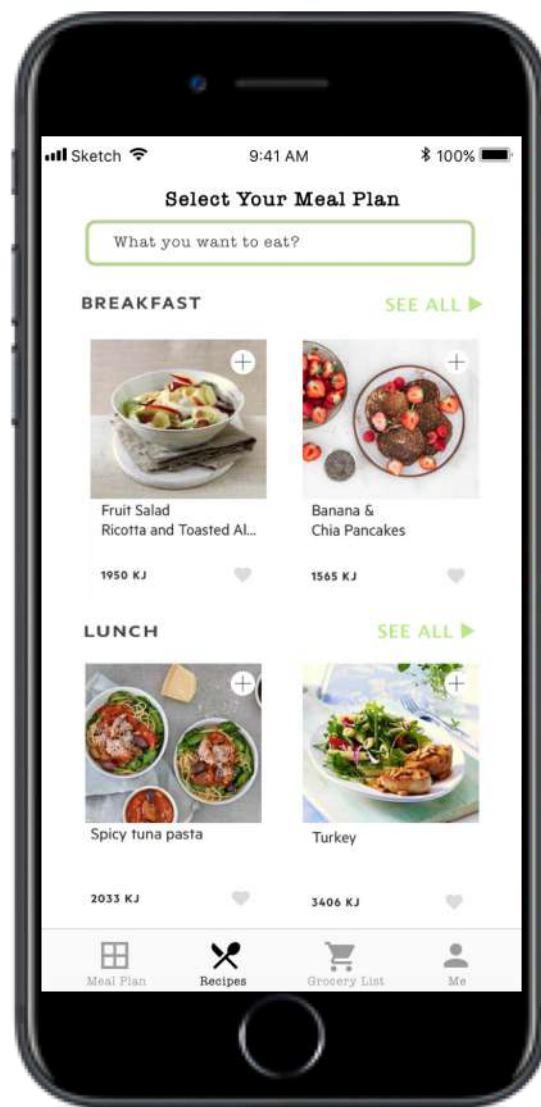 Sketch 9:41 AM 100%
Select Your Meal Plan
What you want to eat?
BREAKFAST SEE ALL
Fruit Salad
Ricotta and Toasted Al...
1950 KJ
Banana &
Chia Pancakes
1565 KJ
LUNCH SEE ALL
Spicy tuna pasta
2033 KJ
Turkey
3406 KJ
Meal Plan Recipes Grocery List Me